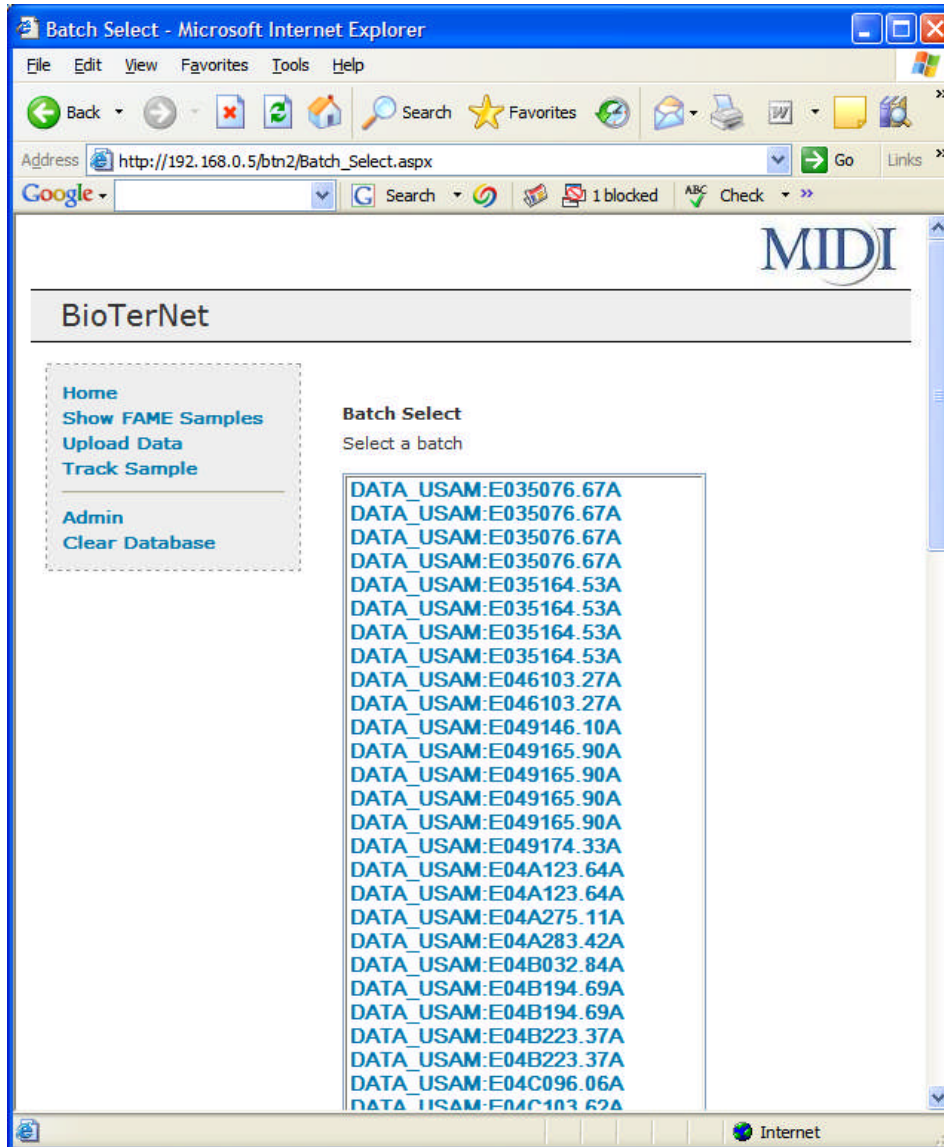 Batch Select - Microsoft Internet Explorer
File Edit View Favorites Tools Help
Back Search Favorites W »
Address http://192.168.0.5/btn2/Batch_Select.aspx Go Links »
Google G Search 1 blocked ABC Check »
MIDI
BioTerNet
Home
Show FAME Samples
Upload Data
Track Sample
Admin
Clear Database
Batch Select
Select a batch
DATA_USAM:E035076.67A
DATA_USAM:E035076.67A
DATA_USAM:E035076.67A
DATA_USAM:E035076.67A
DATA_USAM:E035164.53A
DATA_USAM:E035164.53A
DATA_USAM:E035164.53A
DATA_USAM:E035164.53A
DATA_USAM:E046103.27A
DATA_USAM:E046103.27A
DATA_USAM:E049146.10A
DATA_USAM:E049165.90A
DATA_USAM:E049165.90A
DATA_USAM:E049165.90A
DATA_USAM:E049165.90A
DATA_USAM:E049174.33A
DATA_USAM:E04A123.64A
DATA_USAM:E04A123.64A
DATA_USAM:E04A275.11A
DATA_USAM:E04A283.42A
DATA_USAM:E04B032.84A
DATA_USAM:E04B194.69A
DATA_USAM:E04B194.69A
DATA_USAM:E04B223.37A
DATA_USAM:E04B223.37A
DATA_USAM:E04C096.06A
DATA_USAM:E04C103.62A
Internet